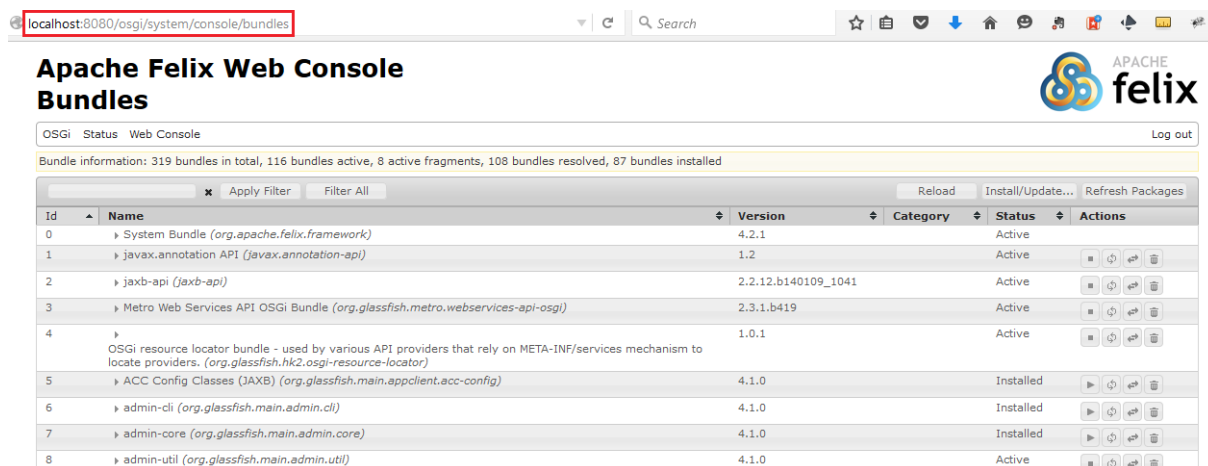 localhost:8080/osgi/system/console/bundles
Search
Apache Felix Web Console
Bundles
APACHE
felix
OSGi Status Web Console Log out
Bundle information: 319 bundles in total, 116 bundles active, 8 active fragments, 108 bundles resolved, 87 bundles installed
Apply Filter Filter All Reload Install/Update... Refresh Packages
Id Name Version Category Status Actions
0 System Bundle (org.apache.felix.framework) 4.2.1 Active
1 javax.annotation API (javax.annotation-api) 1.2 Active
2 jaxb-api (jaxb-api) 2.2.12.b140109_1041 Active
3 Metro Web Services API OSGi Bundle (org.glassfish.metro.webservices-api-osgi) 2.3.1.b419 Active
4 1.0.1 Active
OSGi resource locator bundle - used by various API providers that rely on META-INF/services mechanism to
locate providers. (org.glassfish.hk2.osgi-resource-locator)
5 ACC Config Classes (JAXB) (org.glassfish.main.appclient.acc-config) 4.1.0 Installed
6 admin-cli (org.glassfish.main.admin.cli) 4.1.0 Installed
7 admin-core (org.glassfish.main.admin.core) 4.1.0 Installed
8 admin-util (org.glassfish.main.admin.util) 4.1.0 Active